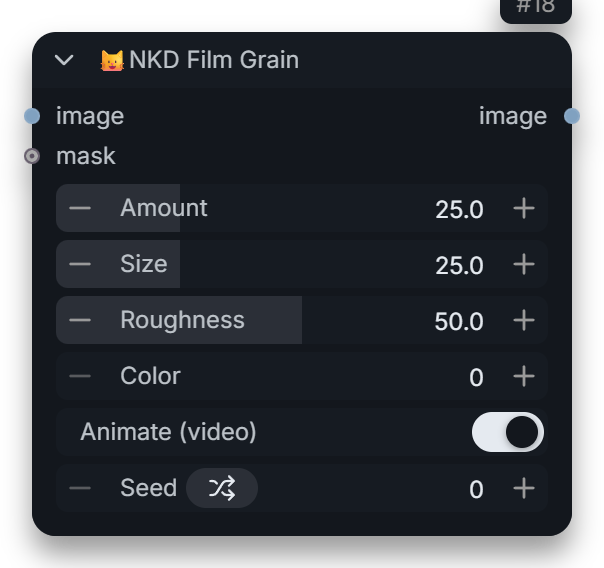 #18
NKD Film Grain
image image
mask
Amount 25.0
Size 25.0
Roughness 50.0
Color 0
Animate (video)
Seed 0